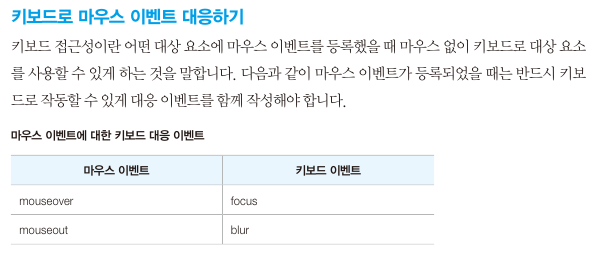 키보드로 마우스 이벤트 대응하기
키보드 접근성이란 어떤 대상 요소에 마우스 이벤트를 등록했을 때 마우스 없이 키보드로 대상 요소
를 사용할 수 있게 하는 것을 말합니다. 다음과 같이 마우스 이벤트가 등록되었을 때는 반드시 키보
드로 작동할 수 있게 대응 이벤트를 함께 작성해야 합니다.
마우스 이벤트에 대한 키보드 대응 이벤트
마우스 이벤트 키보드 이벤트
mouseover focus
mouseout blur